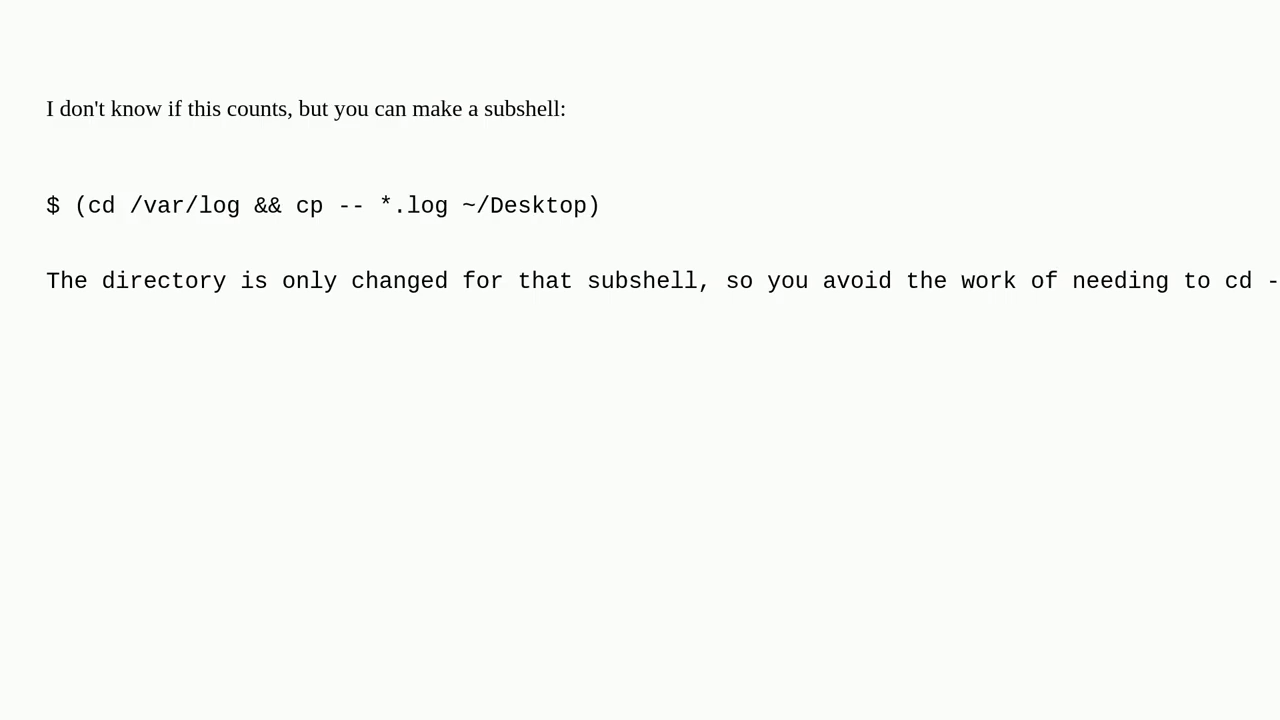 I don't know if this counts, but you can make a subshell:
$ (cd /var/log && cp -- *.log ~/Desktop)
The directory is only changed for that subshell, so you avoid the work of needing to cd -